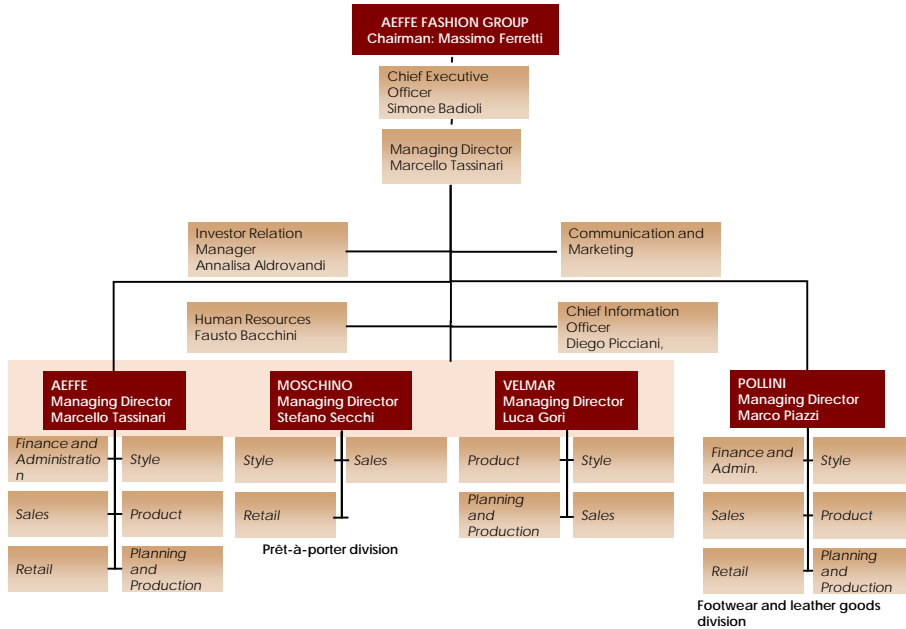 AEFFE FASHION GROUP
Chairman: Massimo Ferretti
Chief Executive
Officer
Simone Badioli
Managing Director
Marcello Tassinari
Investor Relation
Manager
Annalisa Aldrovandi
Communication and
Marketing
Human Resources
Fausto Bacchini
Chief Information
Officer
Diego Picciani,
AEFFE
Managing Director
Marcello Tassinari
MOSCHINO
Managing Director
Stefano Secchi
VELMAR
Managing Director
Luca Gori
POLLINI
Managing Director
Marco Piazzi
Finance and
Administratio
n
Style
Sales
Product
Retail
Planning
and
Production
Style
Sales
Retail
Prêt-à-porter division
Product
Style
Planning
and
Production
Sales
Finance and
Admin.
Style
Sales
Product
Retail
Planning
and
Production
Footwear and leather goods
division